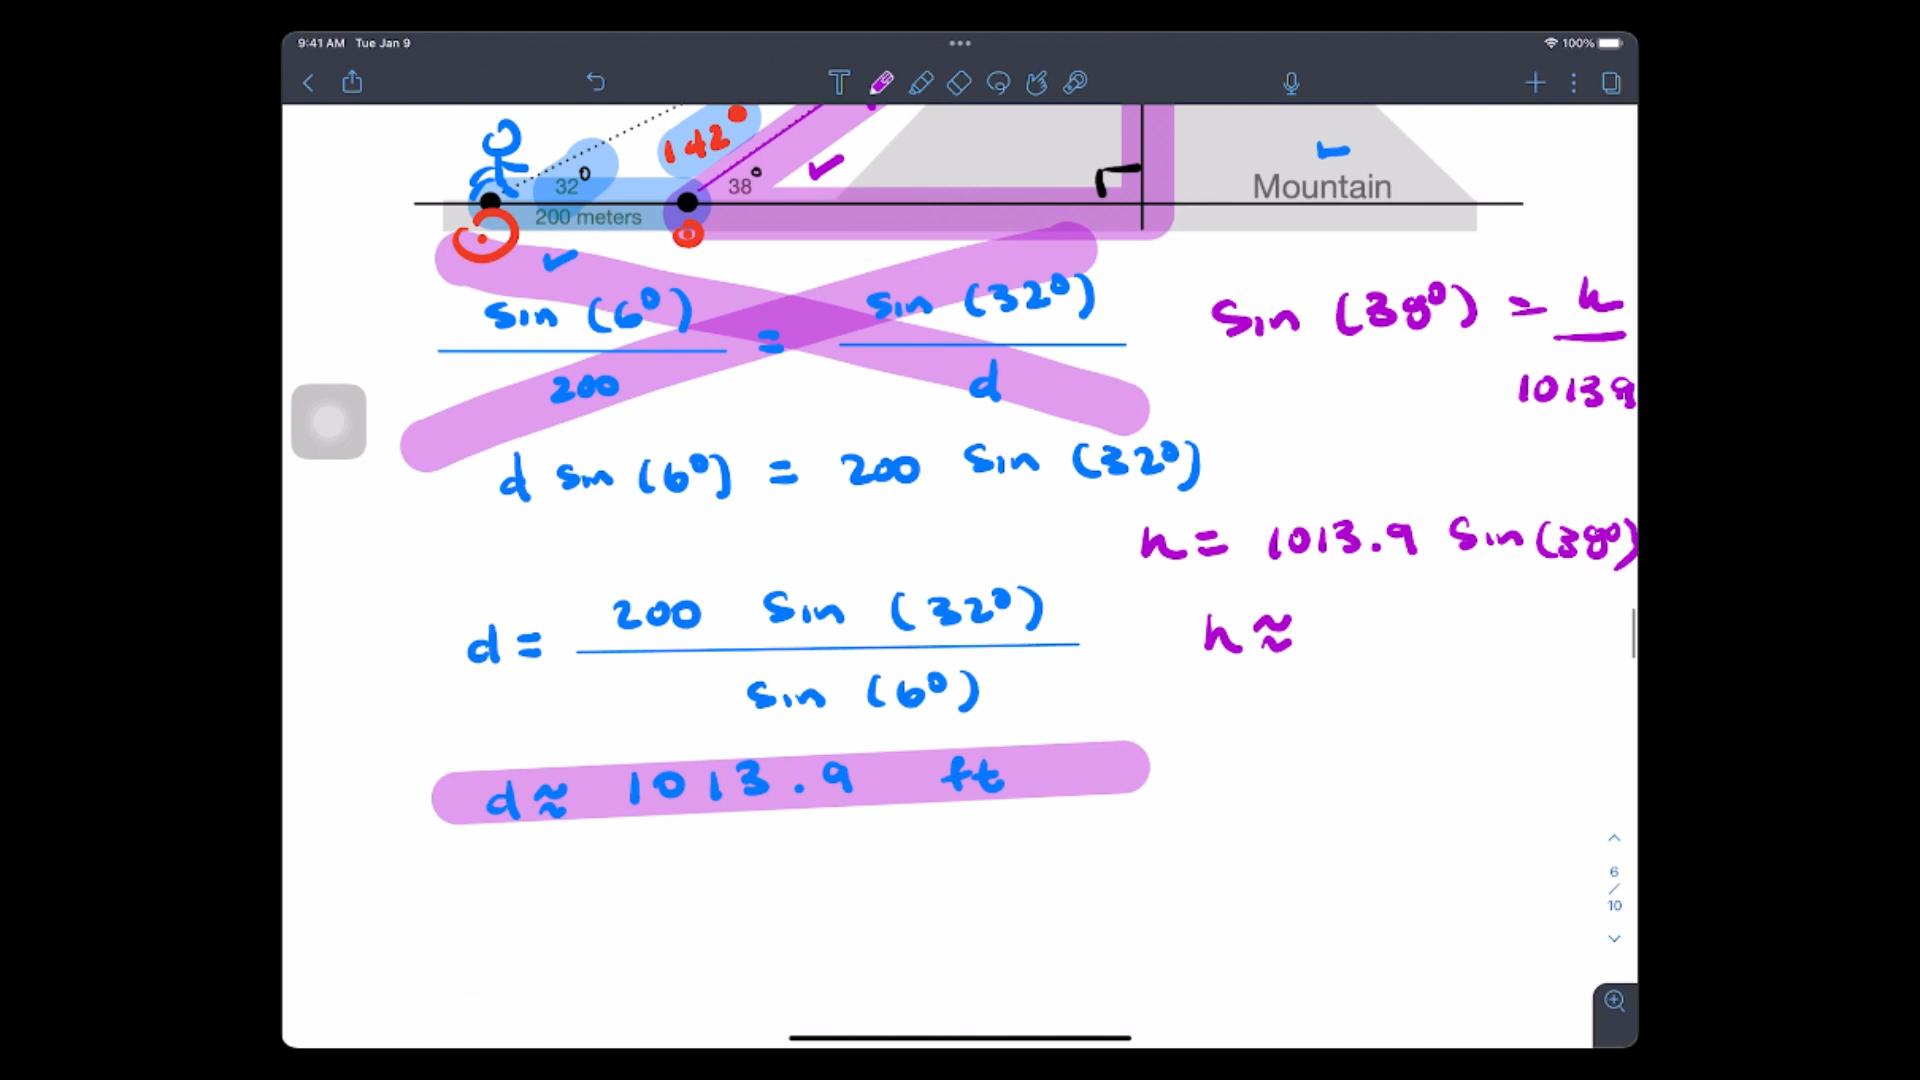 9:41 AM Tue Jan 9
100%
142°
32°
38°
Mountain
200 meters
sin (6°) = sin (32°)
200 d
sin (38°) = h
1013.9
d sin (6°) = 200 sin (32°)
h = 1013.9 sin(38°)
d = 200 sin (32°)
sin (6°)
h ≈
d ≈ 1013.9 ft
6
/
10